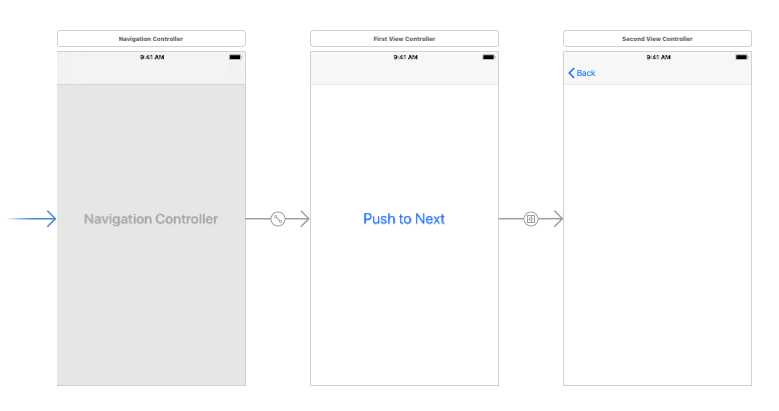 Navigation Controller
9:41 AM
Navigation Controller
First View Controller
9:41 AM
Push to Next
Second View Controller
9:41 AM
Back